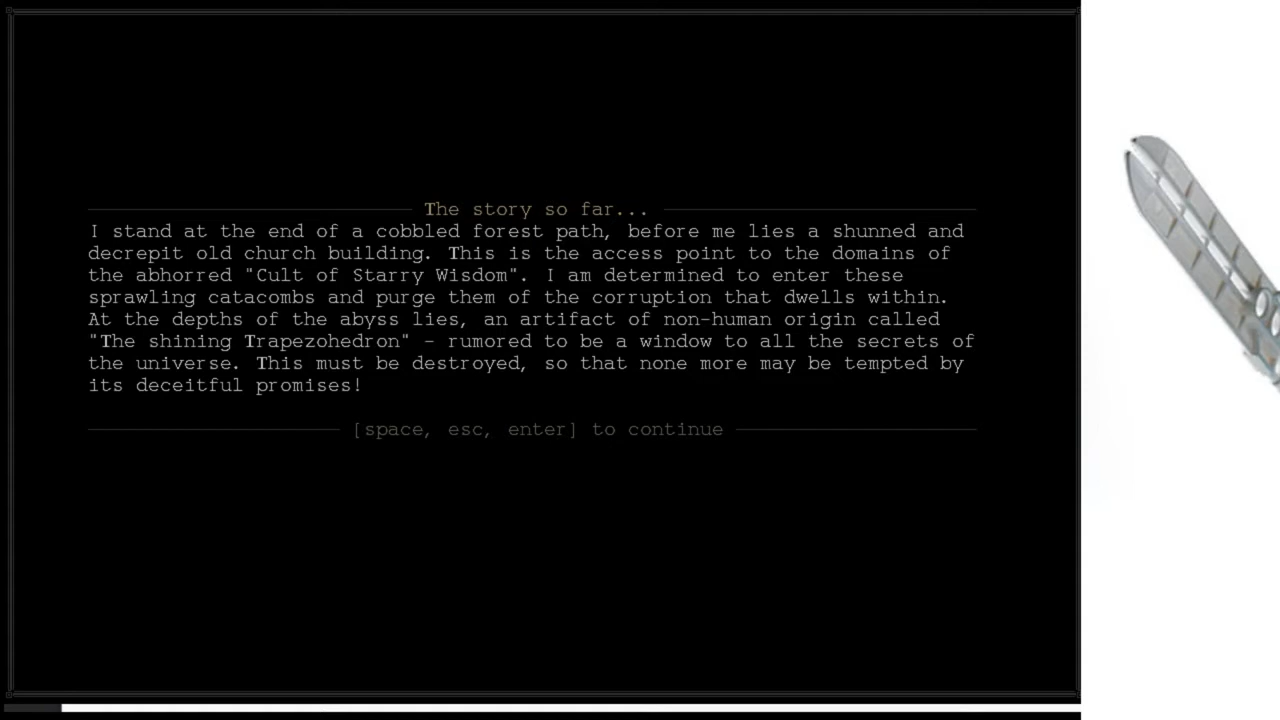 The story so far...
I stand at the end of a cobbled forest path, before me lies a shunned and
decrepit old church building. This is the access point to the domains of
the abhorred "Cult of Starry Wisdom". I am determined to enter these
sprawling catacombs and purge them of the corruption that dwells within.
At the depths of the abyss lies, an artifact of non-human origin called
"The shining Trapezohedron" - rumored to be a window to all the secrets of
the universe. This must be destroyed, so that none more may be tempted by
its deceitful promises!
[space, esc, enter] to continue